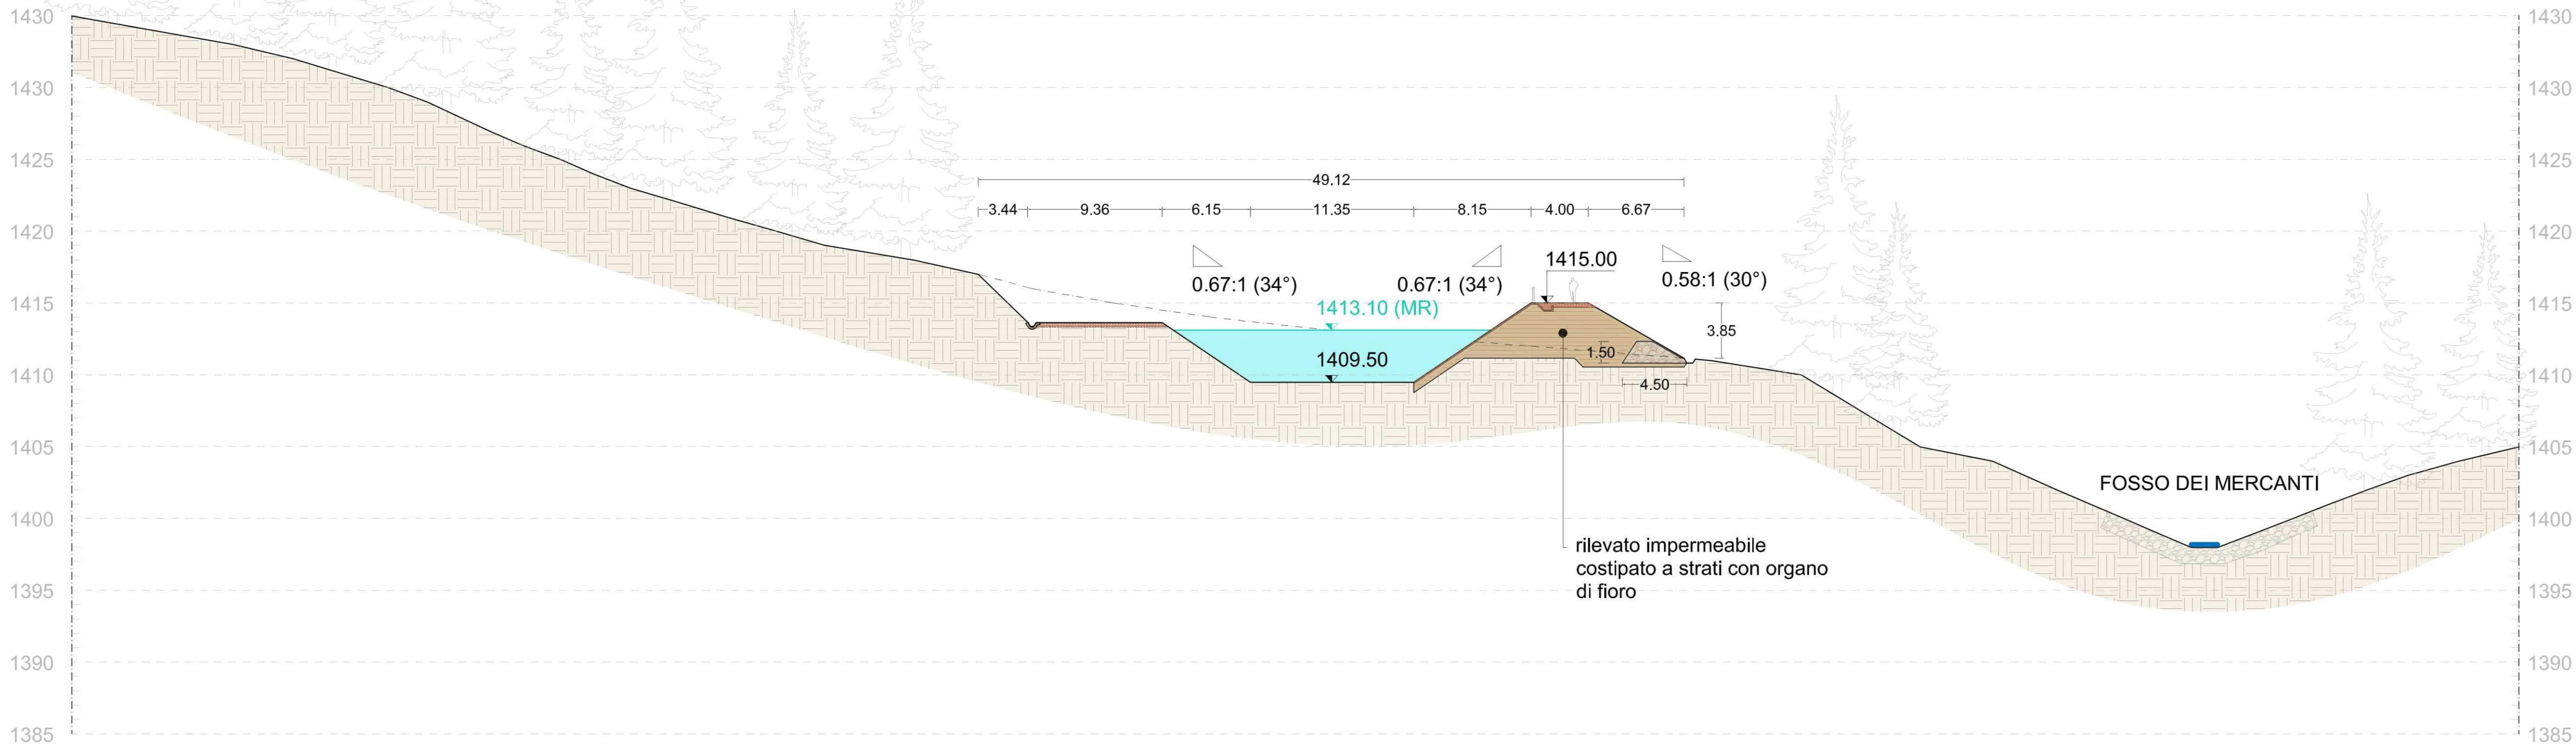 1430 1430
1430 1430
1425 1425
49.12
3.44 9.36 6.15 11.35 8.15 4.00 6.67
1420 1420
1415.00
0.67:1 (34°) 0.67:1 (34°) 0.58:1 (30°)
1415 1415
1413.10 (MR)
3.85
1.50
1409.50
1410 1410
4.50
1405 1405
FOSSO DEI MERCANTI
1400 1400
rilevato impermeabile
costipato a strati con organo
di fioro
1395 1395
1390 1390
1385 1385